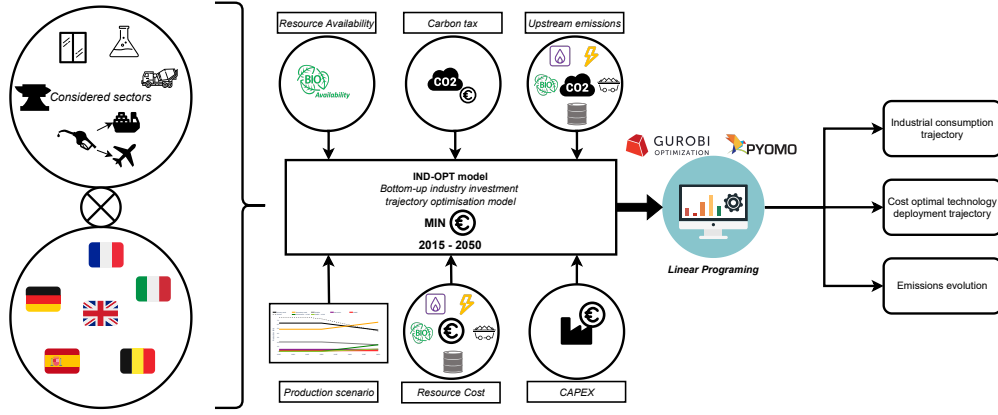 Considered sectors
Resource Availability
Carbon tax
Upstream emissions
BIO
Availability
CO2
€
BIO
CO2
IND-OPT model
Bottom-up industry investment
trajectory optimisation model
MIN €
2015 - 2050
Production scenario
BIO
€
Resource Cost
€
CAPEX
GUROBI
OPTIMIZATION
PYOMO
Linear Programing
Industrial consumption
trajectory
Cost optimal technology
deployment trajectory
Emissions evolution